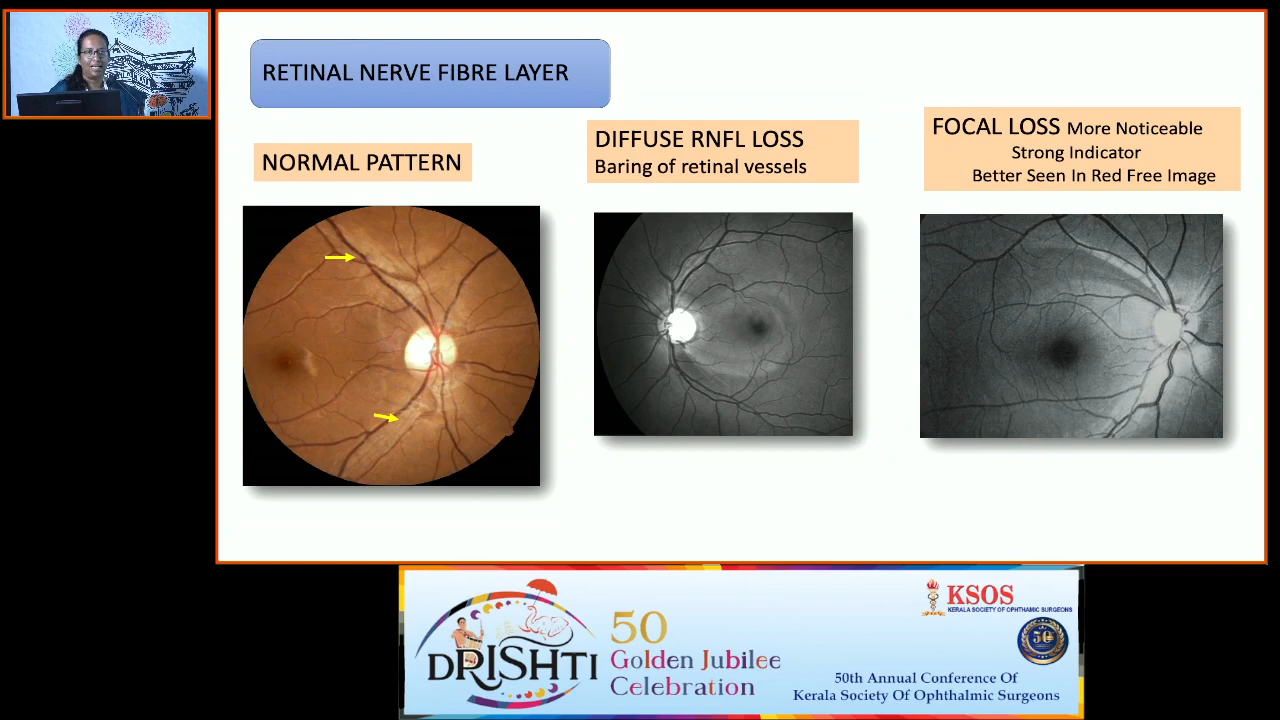 RETINAL NERVE FIBRE LAYER
NORMAL PATTERN
DIFFUSE RNFL LOSS
Baring of retinal vessels
FOCAL LOSS More Noticeable
Strong Indicator
Better Seen In Red Free Image
DRISHTI
50
Golden Jubilee
Celebration
KSOS
KERALA SOCIETY OF OPHTHAMIC SURGEONS
50
50th Annual Conference Of
Kerala Society Of Ophthalmic Surgeons